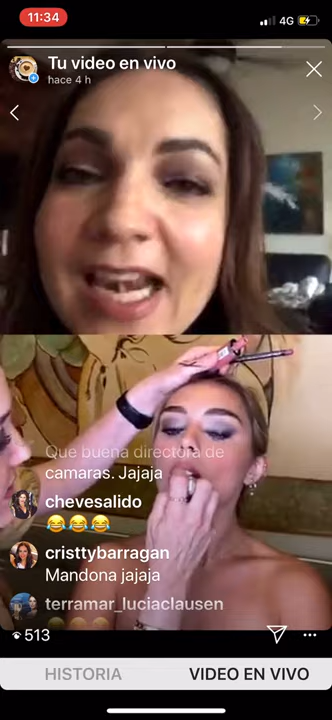 11:34
4G
Tu video en vivo
hace 4 h
Que buena directora de
camaras. Jajaja
chevesalido
😂😂😂
cristtybarragan
Mandona jajaja
terramar_luciaclausen
😂😂😂
513
HISTORIA
VIDEO EN VIVO